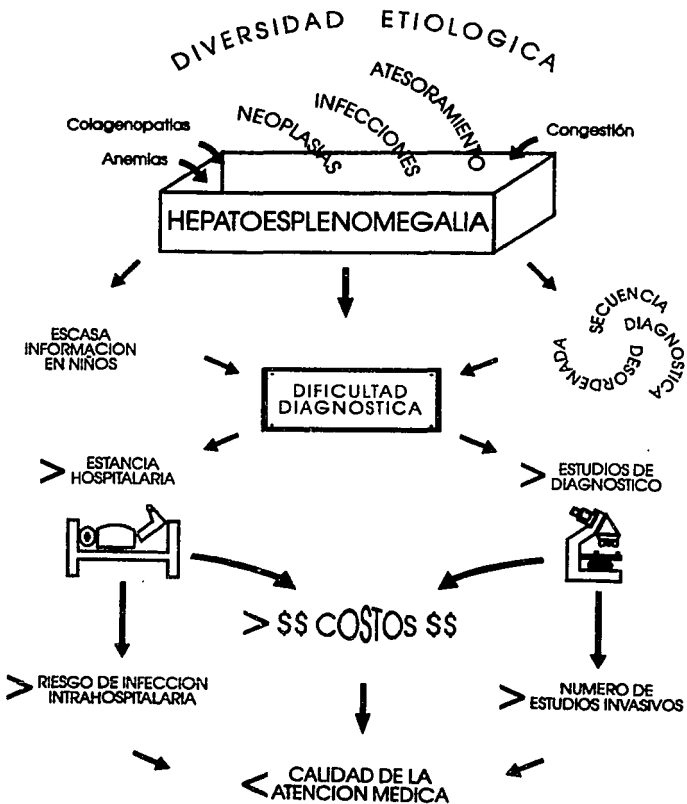 DIVERSIDAD ETIOLOGICA
ATESORAMIENTO
INFECCIONES
NEOPLASIAS
Colagenopatias
Anemias
Congestión
HEPATOESPLENOMEGALIA
ESCASA
INFORMACION
EN NIÑOS
SECUENCIA
DIAGNOSTICA
DESORDENADA
DIFICULTAD
DIAGNOSTICA
> ESTANCIA
HOSPITALARIA
> ESTUDIOS DE
DIAGNOSTICO
> $$ COSTOS $$
> RIESGO DE INFECCION
INTRAHOSPITALARIA
> NUMERO DE
ESTUDIOS INVASIVOS
< CALIDAD DE LA
ATENCION MEDICA